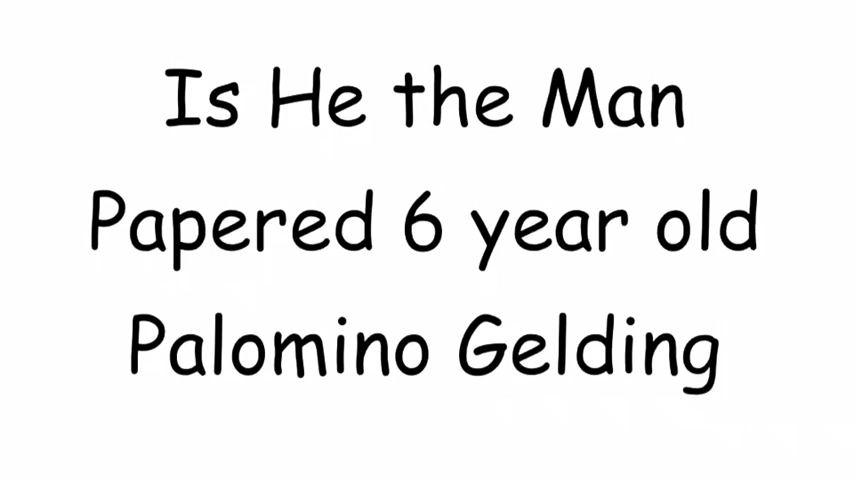 Is He the Man
Papered 6 year old
Palomino Gelding